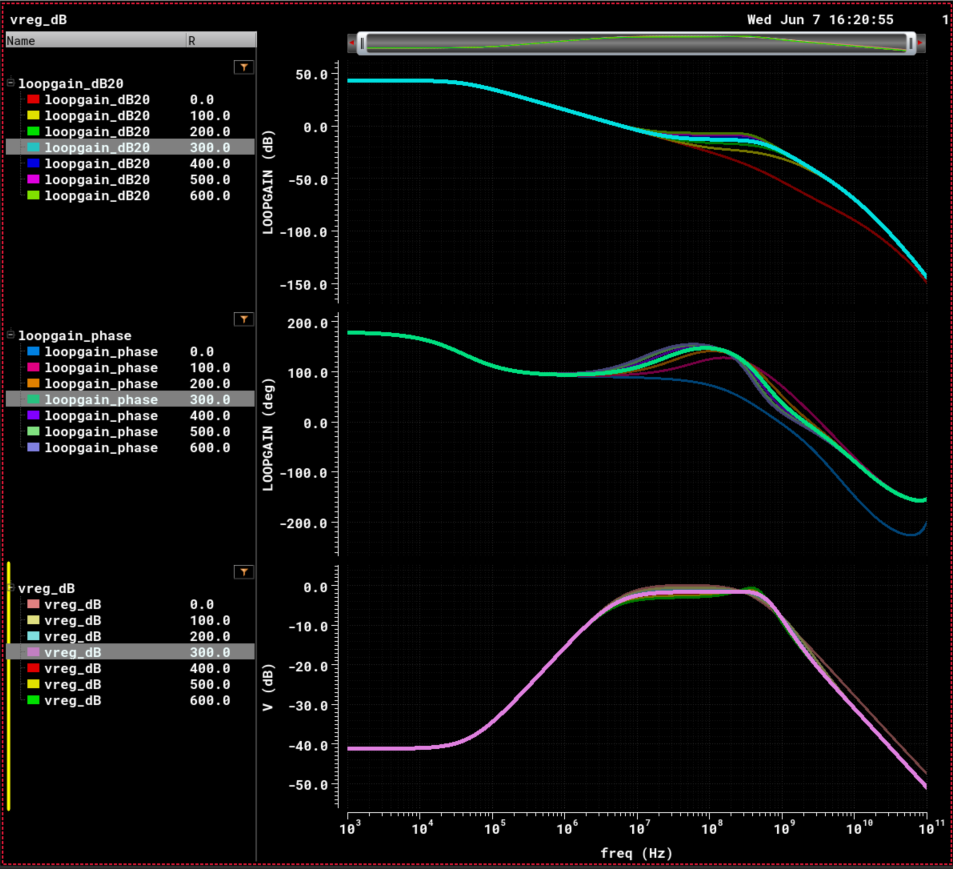 vreg_dB
Wed Jun 7 16:20:55 1
Name R
loopgain_dB20
loopgain_dB20 0.0
loopgain_dB20 100.0
loopgain_dB20 200.0
loopgain_dB20 300.0
loopgain_dB20 400.0
loopgain_dB20 500.0
loopgain_dB20 600.0
LOOPGAIN (dB)
50.0
0.0
-50.0
-100.0
-150.0
loopgain_phase
loopgain_phase 0.0
loopgain_phase 100.0
loopgain_phase 200.0
loopgain_phase 300.0
loopgain_phase 400.0
loopgain_phase 500.0
loopgain_phase 600.0
LOOPGAIN (deg)
200.0
100.0
0.0
-100.0
-200.0
vreg_dB
vreg_dB 0.0
vreg_dB 100.0
vreg_dB 200.0
vreg_dB 300.0
vreg_dB 400.0
vreg_dB 500.0
vreg_dB 600.0
V (dB)
0.0
-10.0
-20.0
-30.0
-40.0
-50.0
10³ 10⁴ 10⁵ 10⁶ 10⁷ 10⁸ 10⁹ 10¹⁰ 10¹¹
freq (Hz)